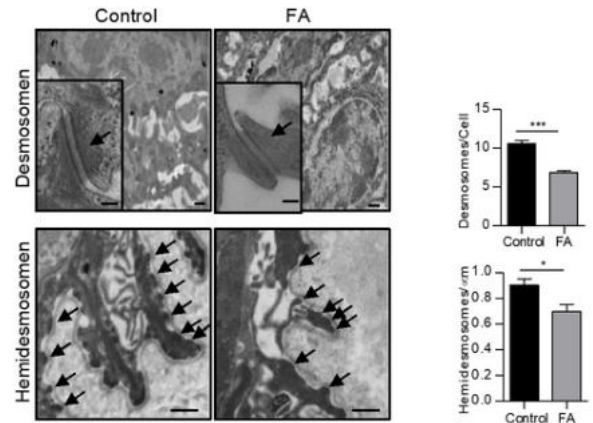 Control FA
Desmosomen
Hemidesmosomen
Desmosomes/Cell
15
10
5
0
***
Control FA
Hemidesmosomes/αm
1.0
0.8
0.6
0.4
0.2
0.0
*
Control FA